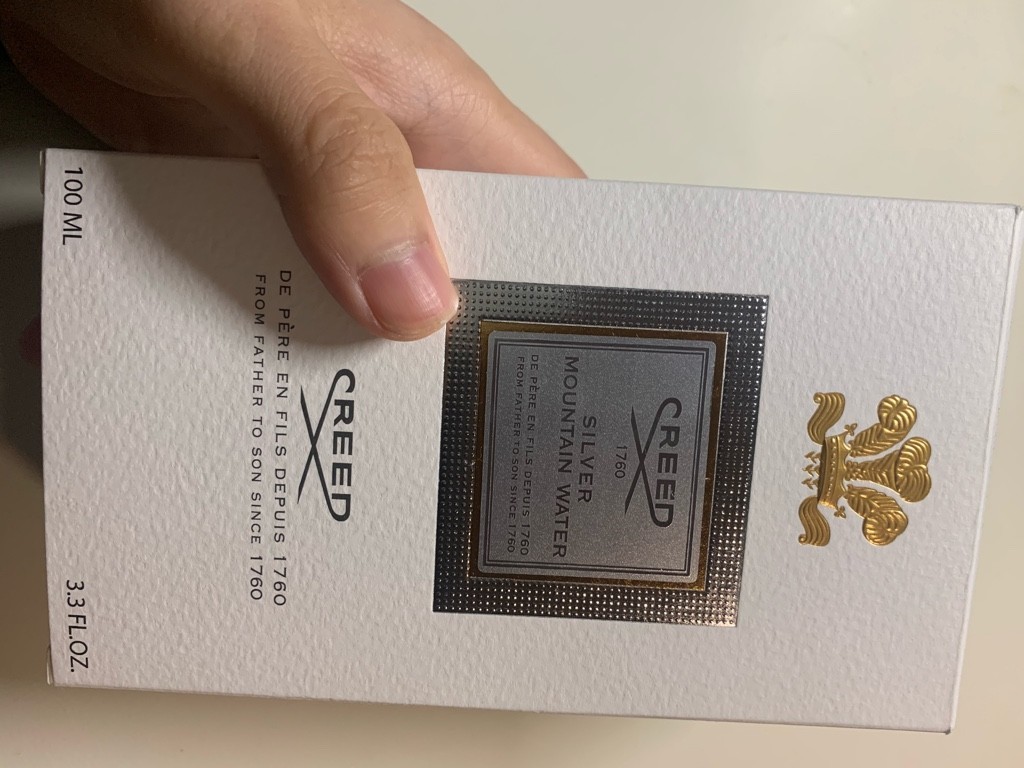 CREED
1760
SILVER
MOUNTAIN WATER
DE PÈRE EN FILS DEPUIS 1760
FROM FATHER TO SON SINCE 1760
CREED
DE PÈRE EN FILS DEPUIS 1760
FROM FATHER TO SON SINCE 1760
100 ML 3.3 FL.OZ.